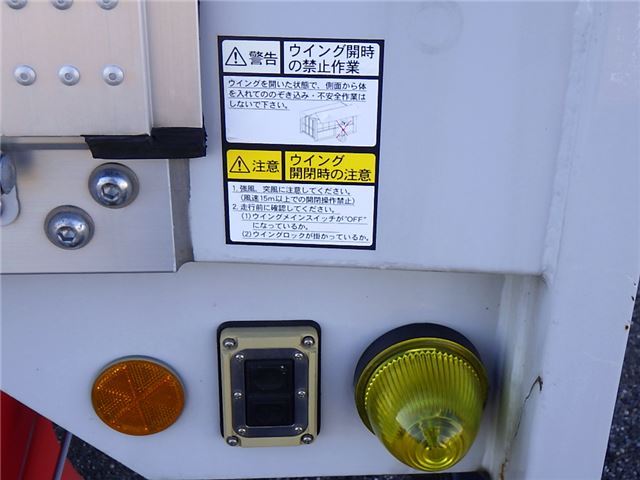 警告
ウイング開時
の禁止作業
ウイングを開いた状態で、側面から体
を入れてののぞき込み・不安全作業は
しないで下さい。
注意
ウイング
開閉時の注意
1. 強風、突風に注意してください。
(風速15m以上での開閉操作禁止)
2. 走行前に確認してください。
(1)ウイングメインスイッチが"OFF"
になっているか。
(2)ウイングロックが掛かっているか。